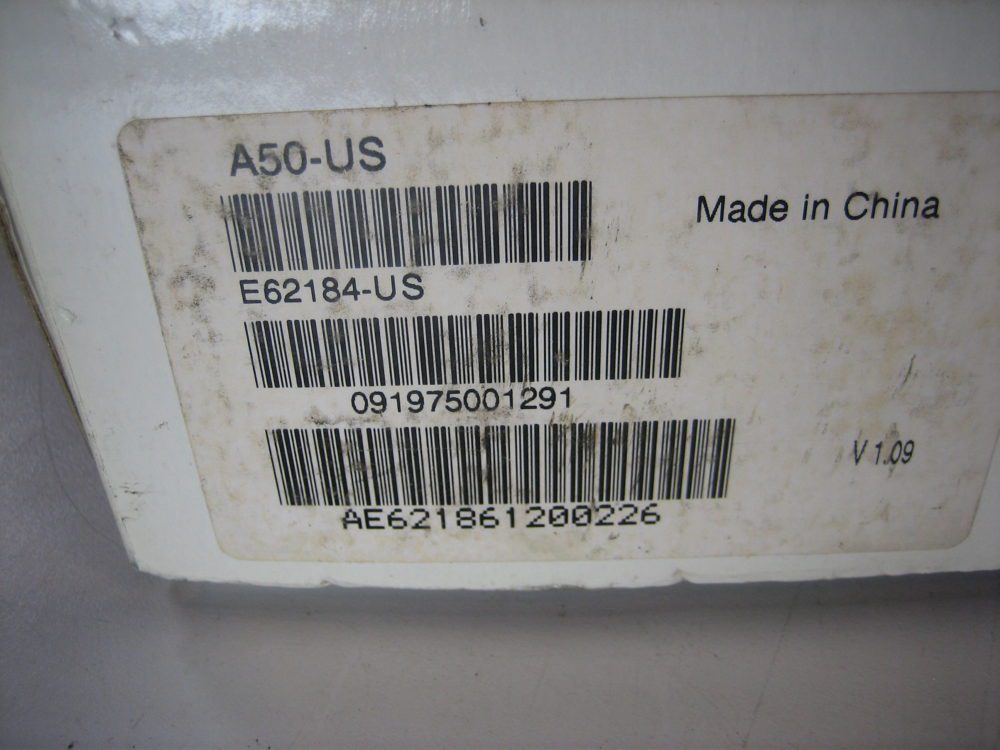 A50-US
Made in China
E62184-US
091975001291
V 1.09
AE621861200226